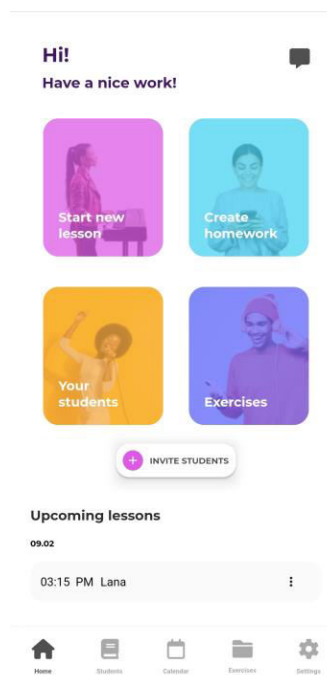 Hi!
Have a nice work!
Start new
lesson
Create
homework
Your
students
Exercises
INVITE STUDENTS
Upcoming lessons
09.02
03:15 PM Lana
Home
Students
Calendar
Exercises
Settings